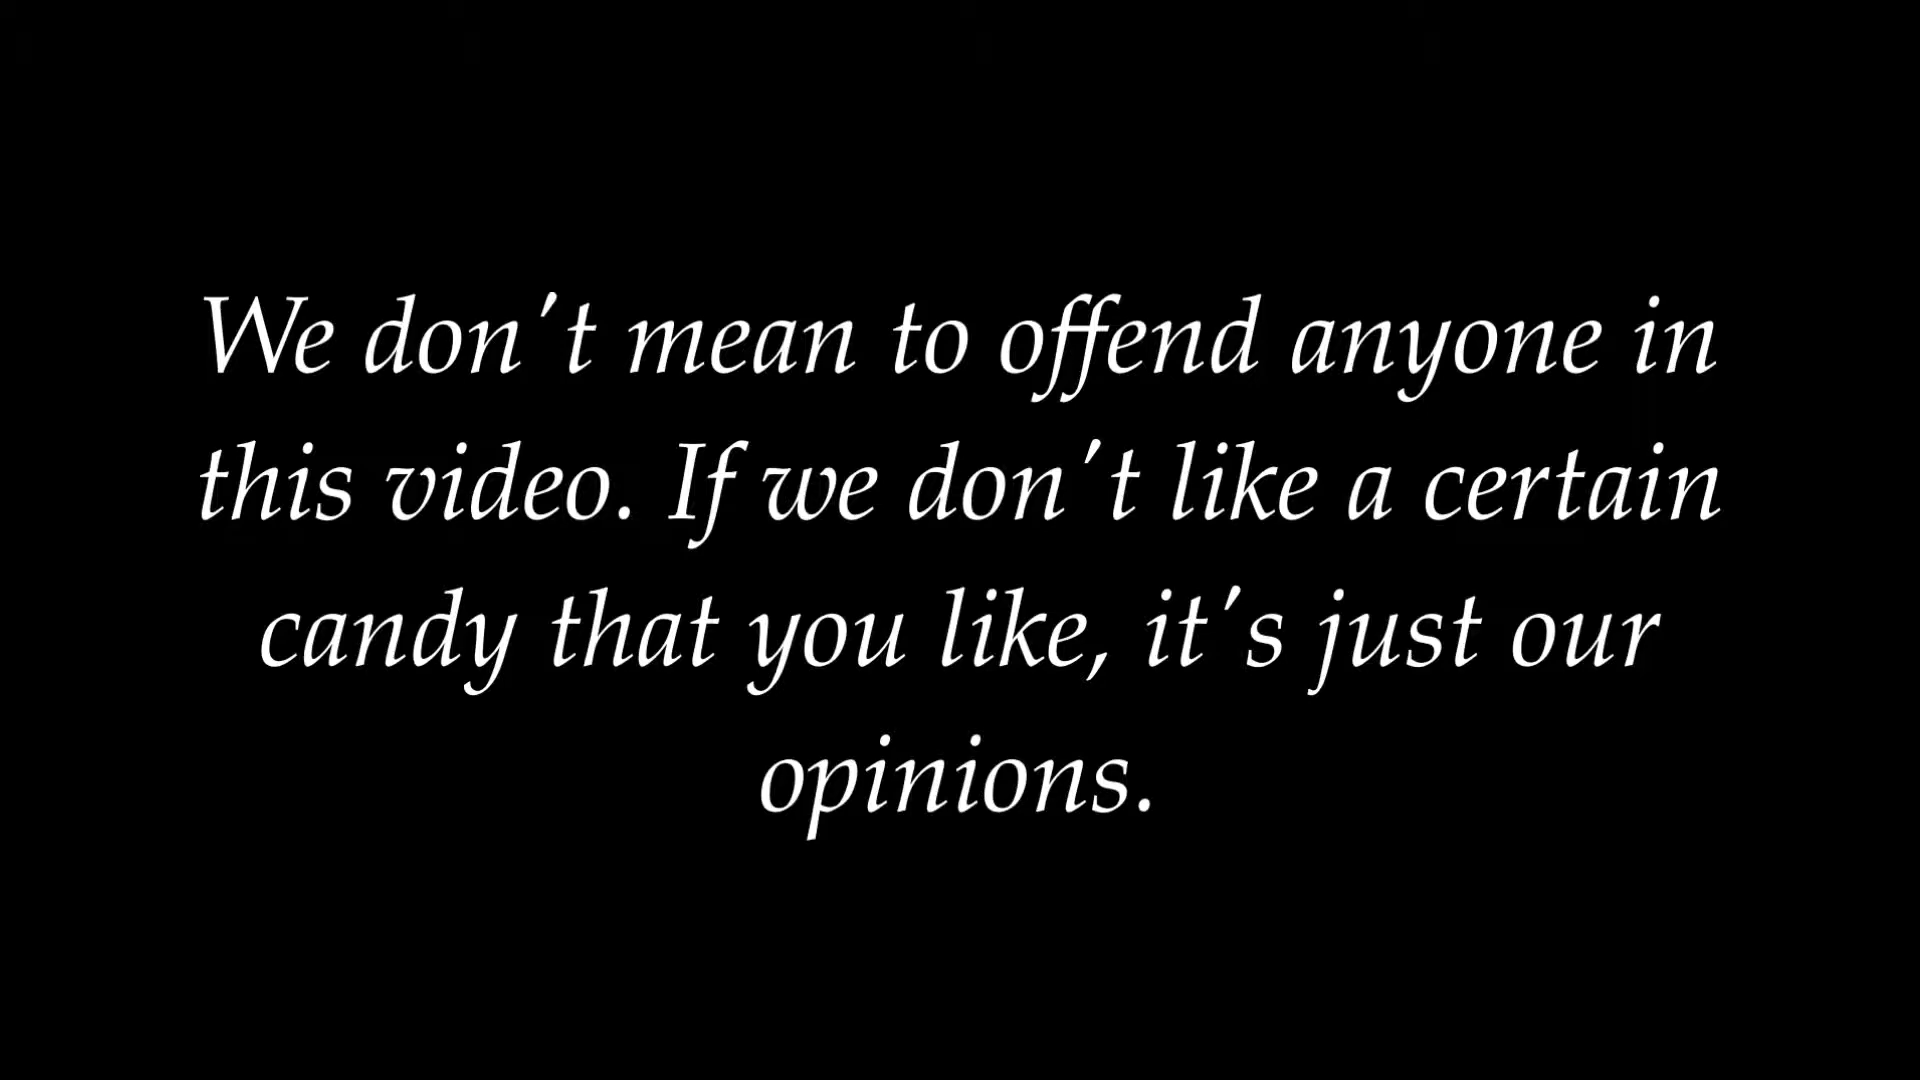 We don't mean to offend anyone in
this video. If we don't like a certain
candy that you like, it's just our
opinions.